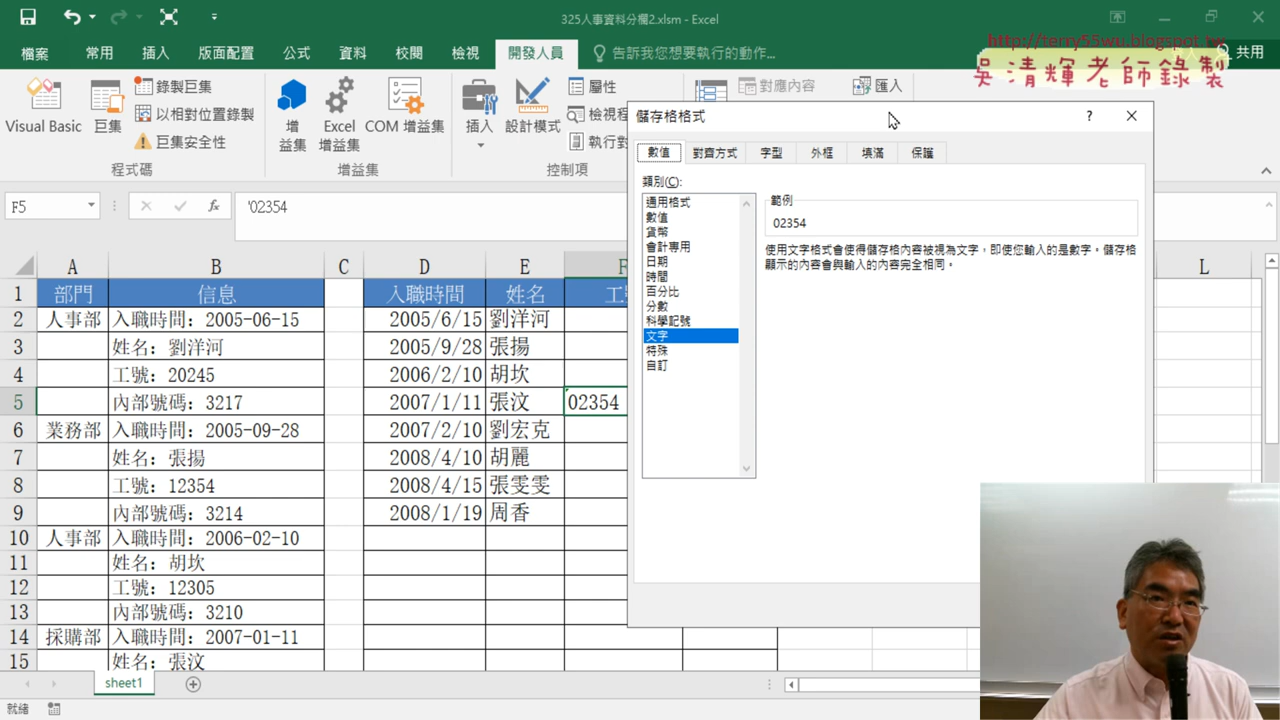 325人事資料分欄2.xlsm - Excel
http://terry55wu.blogspot.tw
吳清輝老師錄製
檔案 常用 插入 版面配置 公式 資料 校閱 檢視 開發人員 告訴我您想要執行的動作... 共用
Visual Basic 巨集 錄製巨集 以相對位置錄製 巨集安全性 程式碼
增益集 Excel 增益集 COM 增益集 增益集
插入 設計模式 屬性 檢視程 執行對 控制項
對應內容 匯入
F5 fx '02354
儲存格格式 ?
數值 對齊方式 字型 外框 填滿 保護
類別(C):
通用格式
數值
貨幣
會計專用
日期
時間
百分比
分數
科學記號
文字
特殊
自訂
範例
02354
使用文字格式會使得儲存格內容被視為文字，即使您輸入的是數字。儲存格
顯示的內容會與輸入的內容完全相同。
A B C D E F L
1 部門 信息 入職時間 姓名 工
2 人事部 入職時間: 2005-06-15 2005/6/15 劉洋河
3 姓名: 劉洋河 2005/9/28 張揚
4 工號: 20245 2006/2/10 胡坎
5 內部號碼: 3217 2007/1/11 張汶 02354
6 業務部 入職時間: 2005-09-28 2007/2/10 劉宏克
7 姓名: 張揚 2008/4/10 胡麗
8 工號: 12354 2008/4/15 張雯雯
9 內部號碼: 3214 2008/1/19 周香
10 人事部 入職時間: 2006-02-10
11 姓名: 胡坎
12 工號: 12305
13 內部號碼: 3210
14 採購部 入職時間: 2007-01-11
15 姓名: 張汶
sheet1
就緒